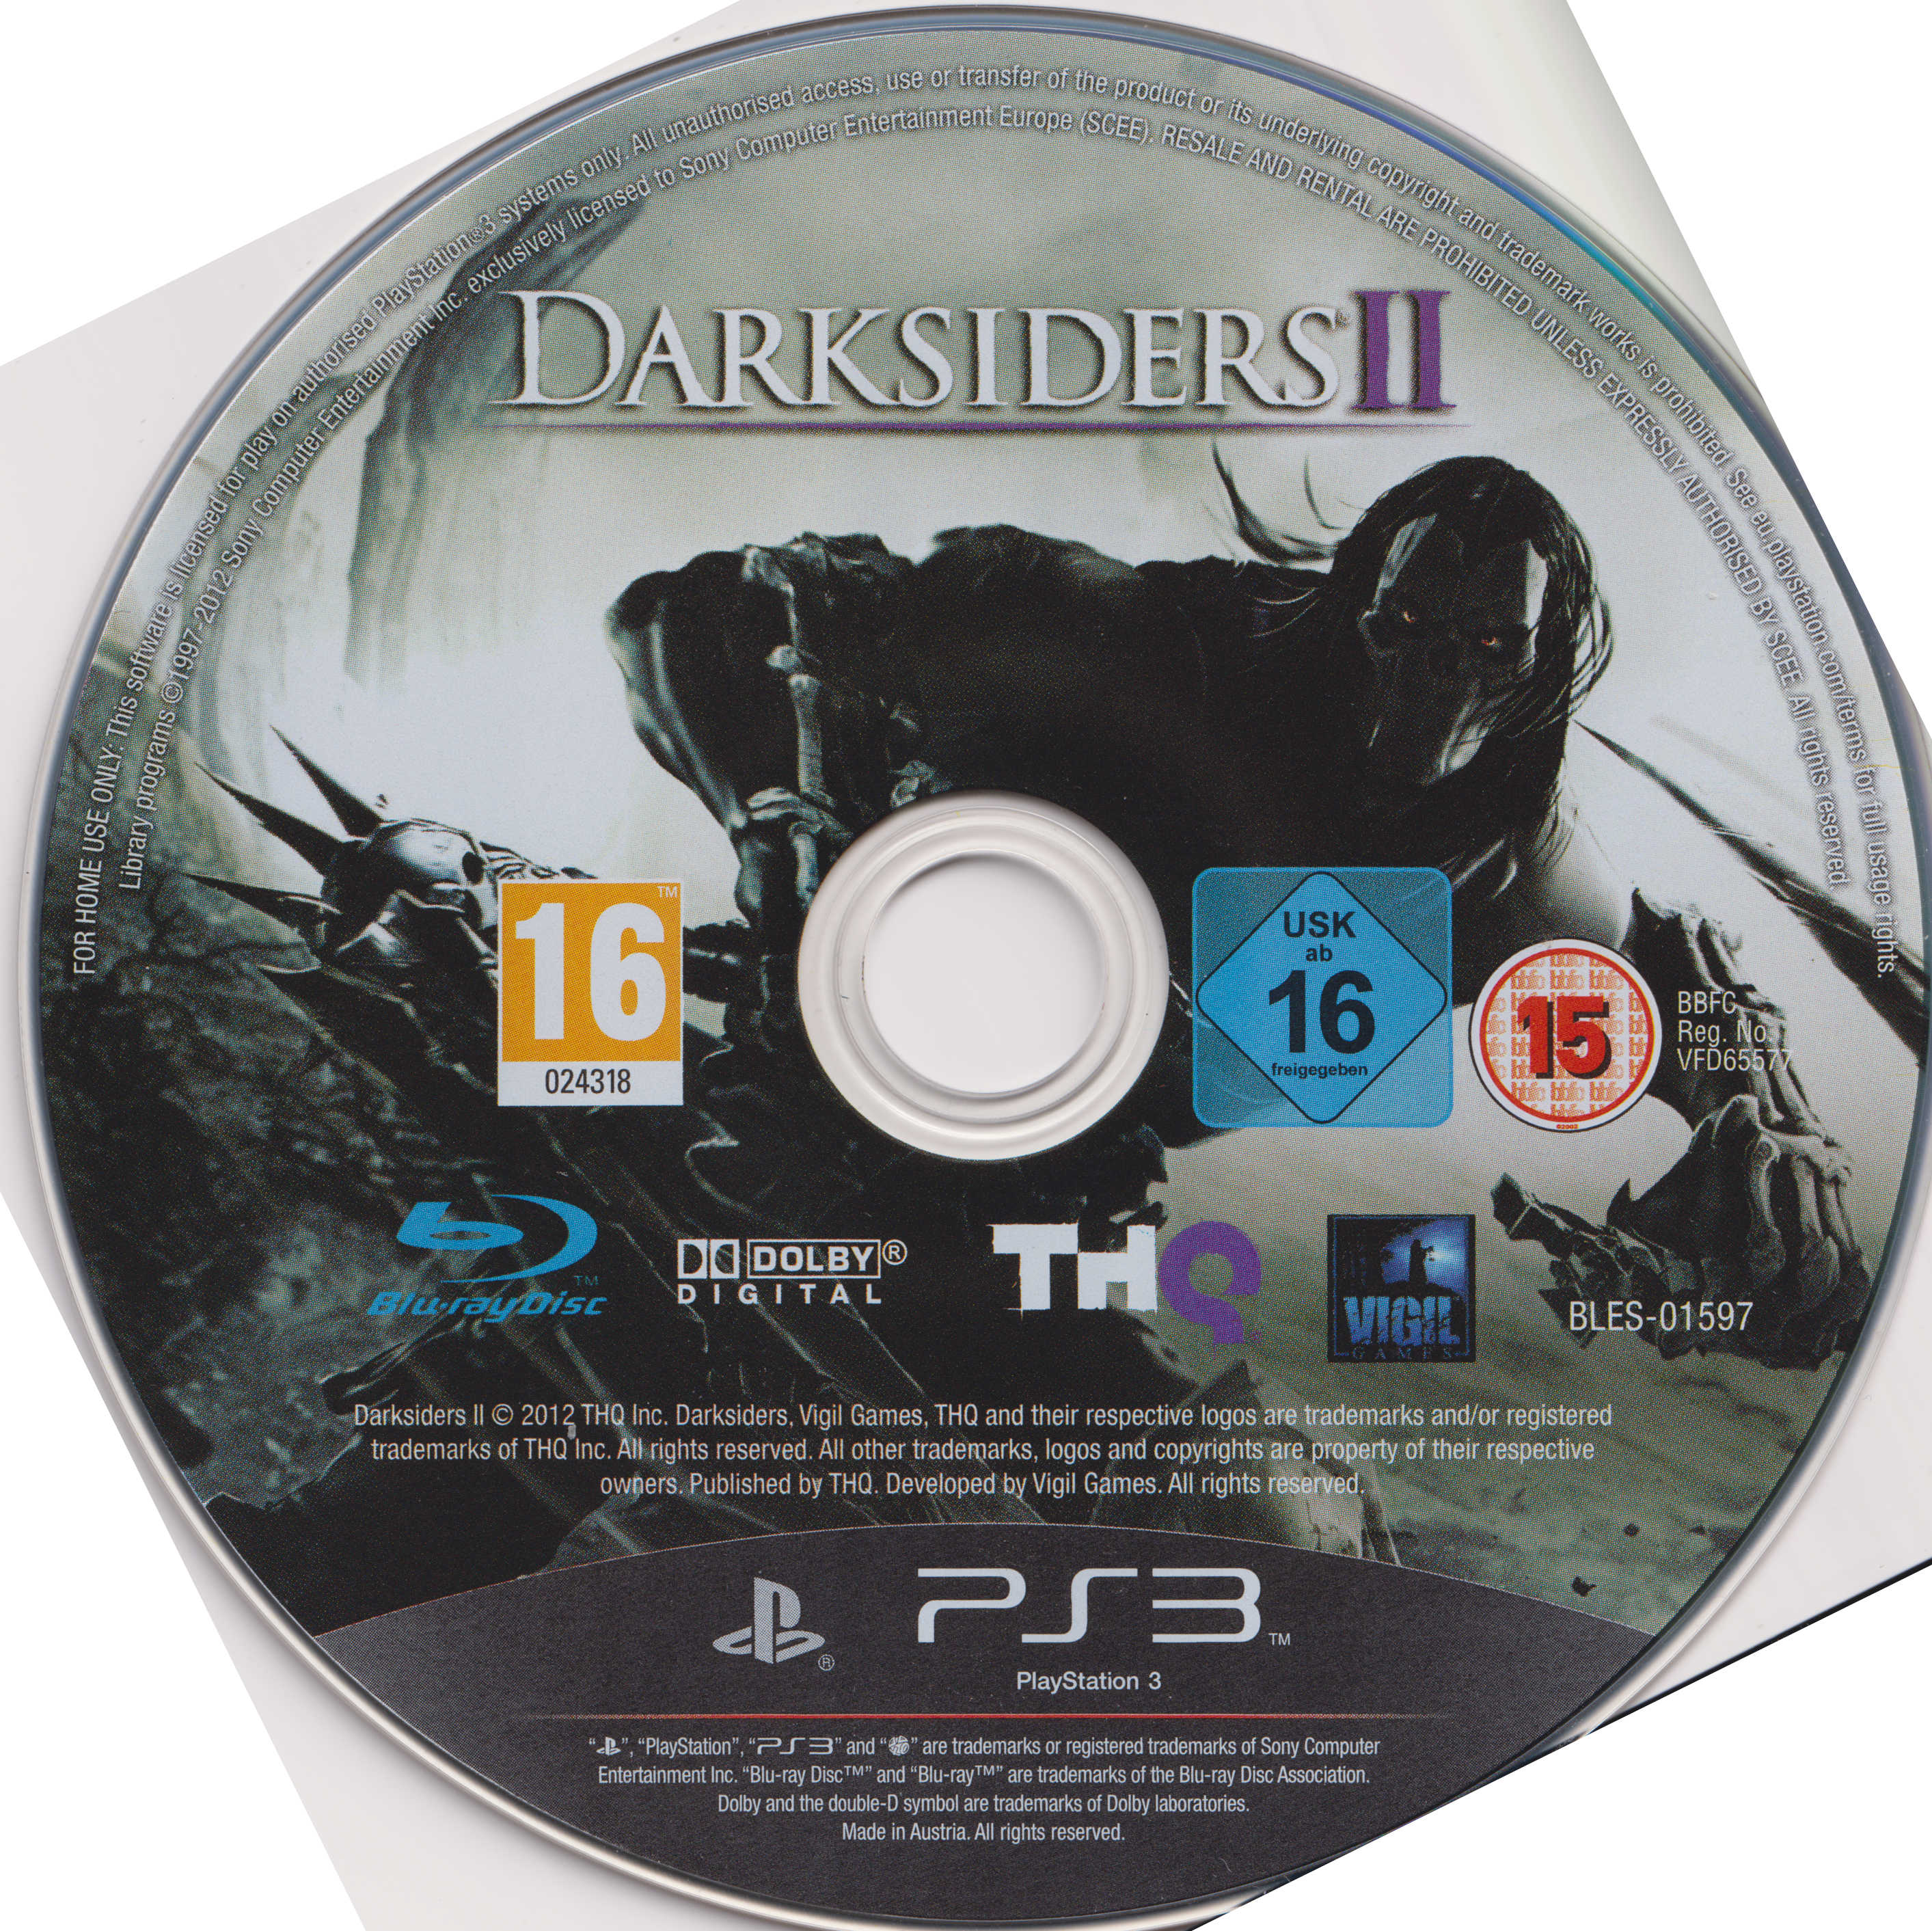 FOR HOME USE ONLY: This software is licensed for play on authorised PlayStation®3 systems only. All unauthorised access, use or transfer of the product or its underlying copyright and trademark works is prohibited. See eu.playstation.com/terms for full usage rights.
Library programs ©1997-2012 Sony Computer Entertainment Inc. exclusively licensed to Sony Computer Entertainment Europe (SCEE). RESALE AND RENTAL ARE PROHIBITED UNLESS EXPRESSLY AUTHORISED BY SCEE. All rights reserved
DARKSIDERS® II
16 ™
024318
USK
ab
16
freigegeben
15
©2002
BBFC
Reg. No.
VFD65577
Blu-ray Disc ™
DOLBY®
DIGITAL
THQ
VIGIL
GAMES
BLES-01597
Darksiders II © 2012 THQ Inc. Darksiders, Vigil Games, THQ and their respective logos are trademarks and/or registered
trademarks of THQ Inc. All rights reserved. All other trademarks, logos and copyrights are property of their respective
owners. Published by THQ. Developed by Vigil Games. All rights reserved.
® PS3 ™
PlayStation 3
“ ”, “PlayStation”, “PS3” and “ ” are trademarks or registered trademarks of Sony Computer
Entertainment Inc. “Blu-ray Disc™” and “Blu-ray™” are trademarks of the Blu-ray Disc Association.
Dolby and the double-D symbol are trademarks of Dolby laboratories.
Made in Austria. All rights reserved.